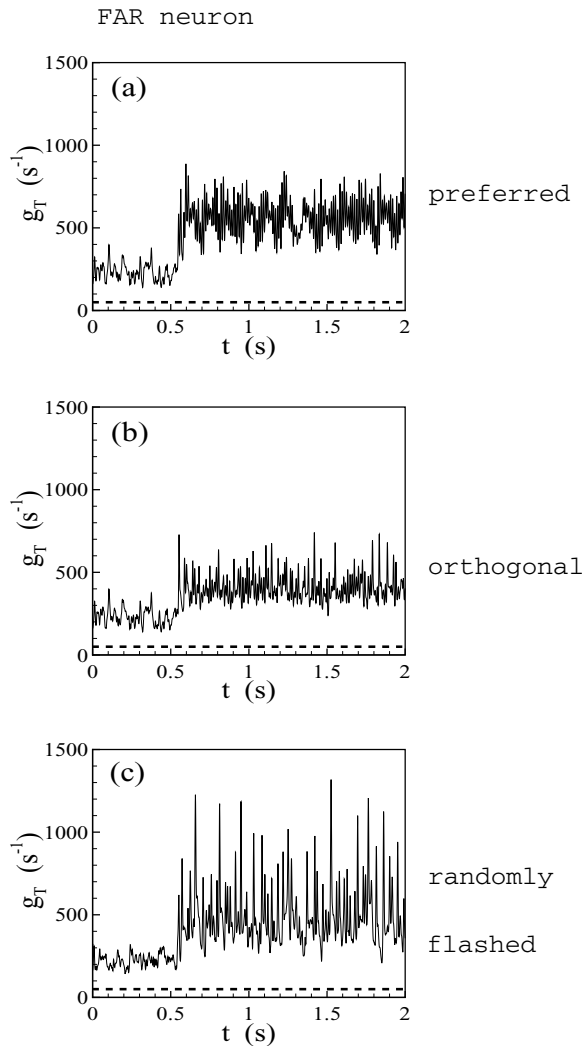 FAR neuron
(a)
1500
1000
500
0
g_T (s^-1)
0 0.5 1 1.5 2
t (s)
preferred
(b)
1500
1000
500
0
g_T (s^-1)
0 0.5 1 1.5 2
t (s)
orthogonal
(c)
1500
1000
500
0
g_T (s^-1)
0 0.5 1 1.5 2
t (s)
randomly
flashed